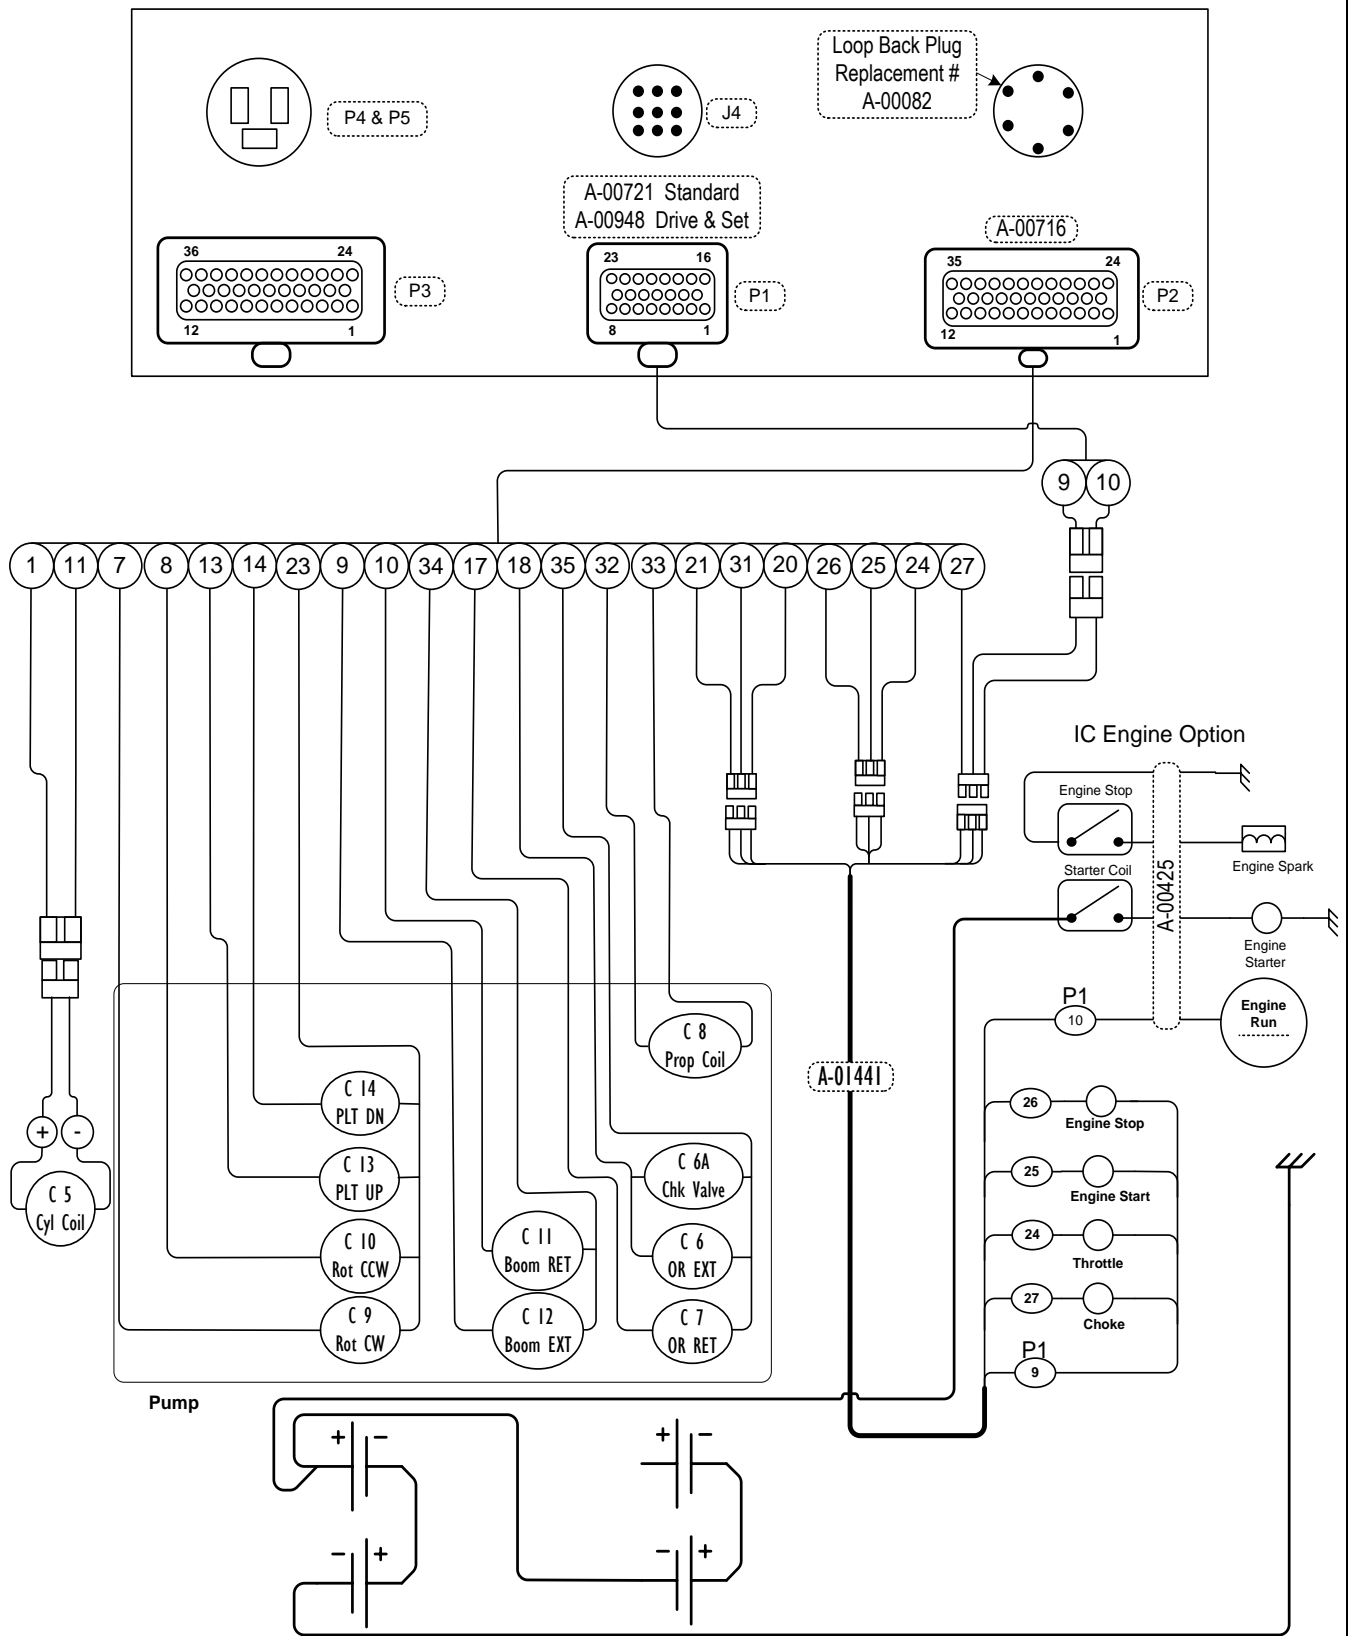 Loop Back Plug
Replacement #
A-00082
P4 & P5
J4
A-00721 Standard
A-00948 Drive & Set
A-00716
36 24
12 1
P3
23 16
8 1
P1
35 24
12 1
P2
9 10
1 11 7 8 13 14 23 9 10 34 17 18 35 32 33 21 31 20 26 25 24 27
IC Engine Option
Engine Stop
Engine Spark
Starter Coil
A-00425
Engine
Starter
P1
10
Engine
Run
C 8
Prop Coil
A-01441
C 14
PLT DN
26
Engine Stop
+ -
C 13
PLT UP
C 6A
Chk Valve
25
Engine Start
C 5
Cyl Coil
C 10
Rot CCW
C 11
Boom RET
C 6
OR EXT
24
Throttle
C 9
Rot CW
C 12
Boom EXT
C 7
OR RET
27
Choke
P1
9
Pump
+ -
+ -
- +
- +